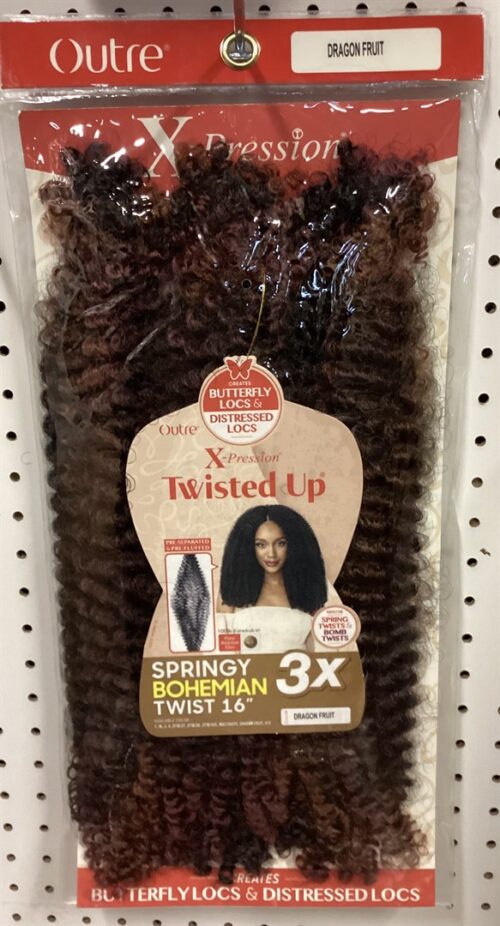 Outre®
DRAGON FRUIT
X-Pression
CREATES
BUTTERFLY
LOCS &
DISTRESSED
LOCS
Outre®
X-Pression®
Twisted Up
PRE-SEPARATED
& PRE-FLUFFED
SPRING
TWISTS &
BOMB
TWISTS
SPRINGY
BOHEMIAN
TWIST 16"
3X
DRAGON FRUIT
CREATES
BUTTERFLY LOCS & DISTRESSED LOCS